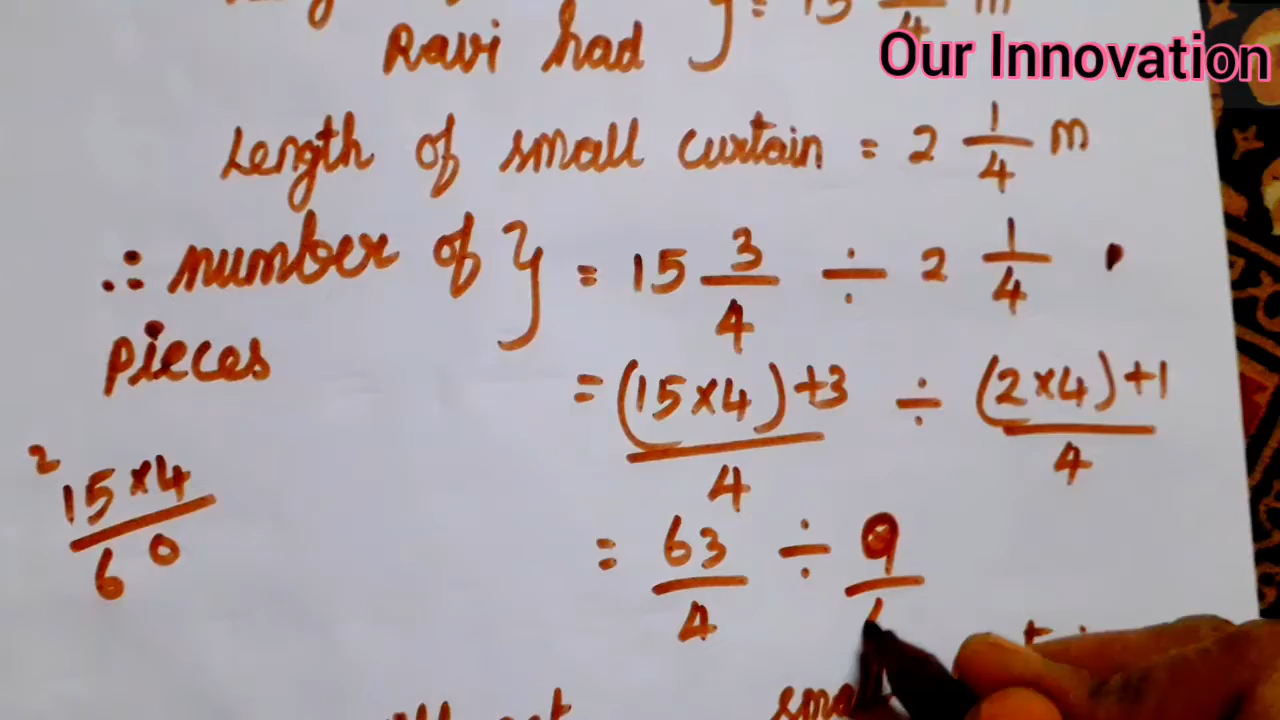 Our Innovation
Ravi had } = 15 /4 m
Length of small curtain = 2 1/4 m
∴ number of } = 15 3/4 ÷ 2 1/4
pieces
= (15×4)+3/4 ÷ (2×4)+1/4
2
15×4
60
= 63/4 ÷ 9/